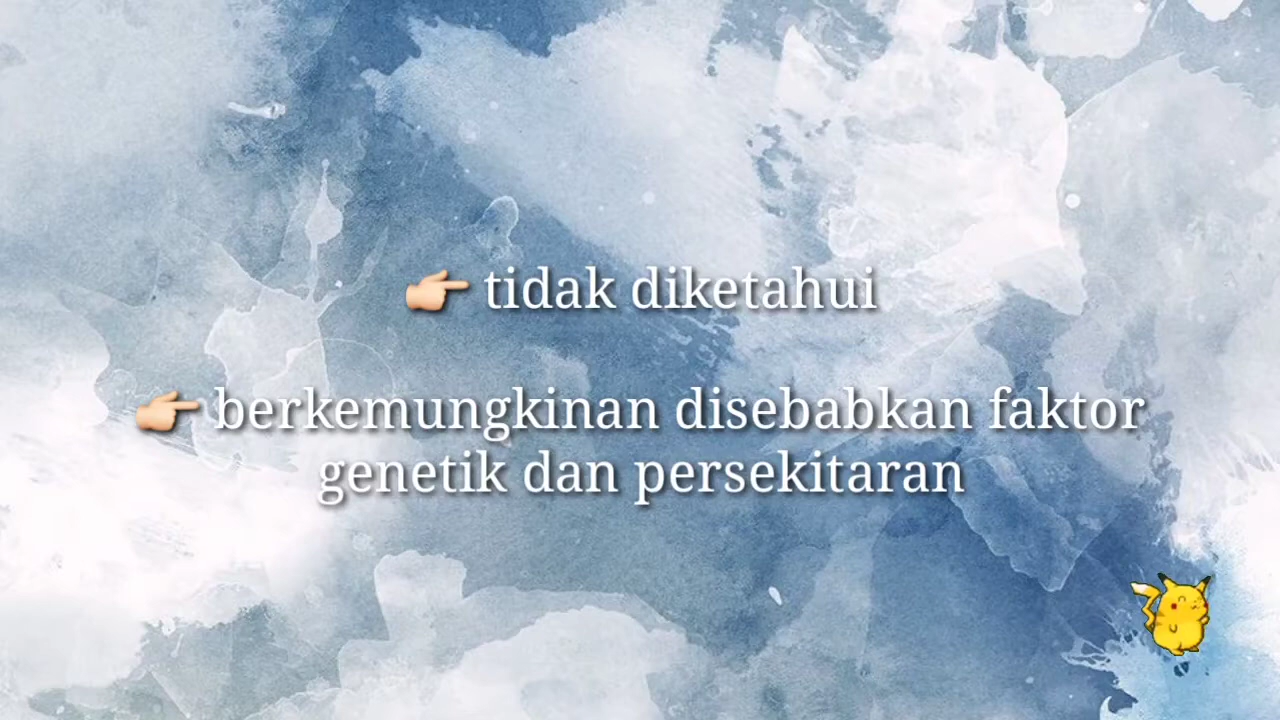 👉🏻 tidak diketahui
👉🏻 berkemungkinan disebabkan faktor
genetik dan persekitaran